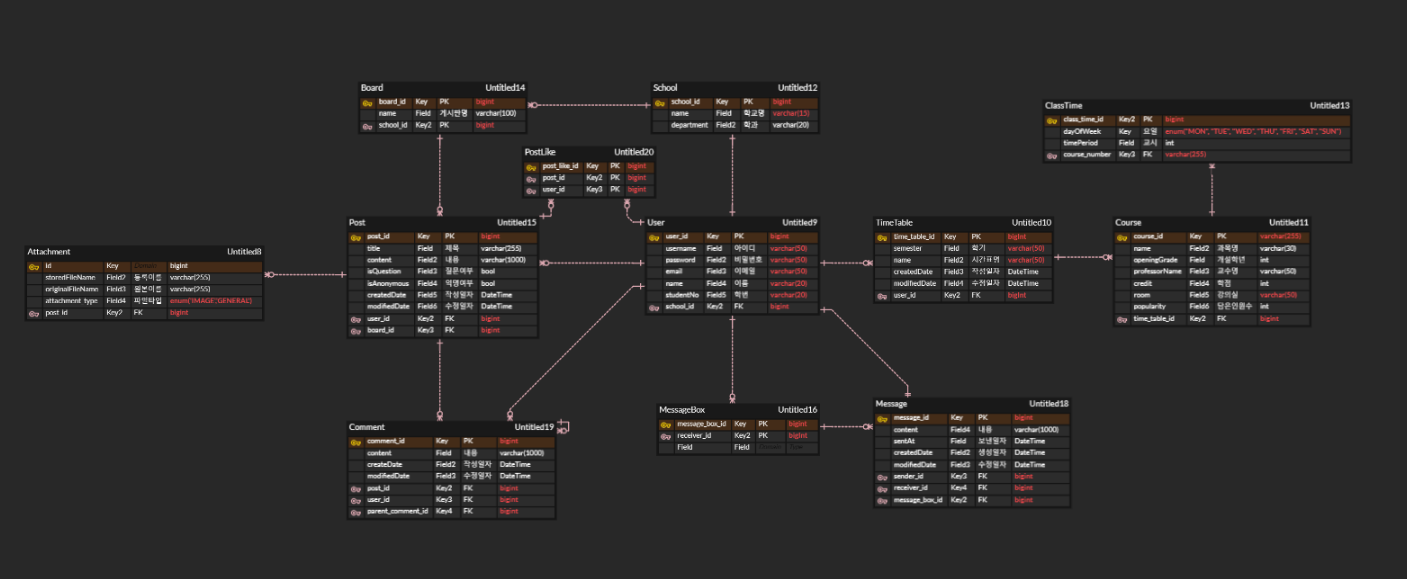 Board Untitled14
board_id Key PK bigint
name Field 게시판명 varchar(100)
school_id Key2 PK bigint
School Untitled12
school_id Key PK bigint
name Field 학교명 varchar(15)
department Field2 학과 varchar(20)
ClassTime Untitled13
class_time_id Key2 PK bigint
dayOfWeek Key 요일 enum("MON", "TUE", "WED", "THU", "FRI", "SAT", "SUN")
timePeriod Field 교시 int
course_number Key3 FK varchar(255)
PostLike Untitled20
post_like_id Key PK bigint
post_id Key2 PK bigint
user_id Key3 PK bigint
Post Untitled15
post_id Key PK bigint
title Field 제목 varchar(255)
content Field2 내용 varchar(1000)
isQuestion Field3 질문여부 bool
isAnonymous Field4 익명여부 bool
createdDate Field5 작성일자 DateTime
modifiedDate Field6 수정일자 DateTime
user_id Key2 FK bigint
board_id Key3 FK bigint
User Untitled9
user_id Key PK bigint
username Field 아이디 varchar(50)
password Field2 비밀번호 varchar(50)
email Field3 이메일 varchar(50)
name Field4 이름 varchar(20)
studentNo Field5 학번 varchar(20)
school_id Key2 FK bigint
TimeTable Untitled10
time_table_id Key PK bigint
semester Field 학기 varchar(50)
name Field2 시간표명 varchar(50)
createdDate Field3 작성일자 DateTime
modifiedDate Field4 수정일자 DateTime
user_id Key2 FK bigint
Course Untitled11
course_id Key PK varchar(255)
name Field2 과목명 varchar(30)
openingGrade Field 개설학년 int
professorName Field3 교수명 varchar(50)
credit Field4 학점 int
room Field5 강의실 varchar(50)
popularity Field6 담은인원수 int
time_table_id Key2 FK bigint
Attachment Untitled8
id Key bigint
storedFileName Field2 등록이름 varchar(255)
originalFileName Field3 원본이름 varchar(255)
attachment type Field4 파일타입
post_id Key2 FK bigint
Comment Untitled19
comment_id Key PK bigint
content Field 내용 varchar(1000)
createDate Field2 작성일자 DateTime
modifiedDate Field3 수정일자 DateTime
post_id Key2 FK bigint
user_id Key3 FK bigint
parent_comment_id Key4 FK bigint
MessageBox Untitled16
message_box_id Key PK bigint
receiver_id Key2 PK bigint
Field Field
Message Untitled18
message_id Key PK bigint
content Field4 내용 varchar(1000)
sentAt Field 보낸일자 DateTime
createdDate Field2 생성일자 DateTime
modifiedDate Field3 수정일자 DateTime
sender_id Key3 FK bigint
receiver_id Key4 FK bigint
message_box_id Key2 FK bigint